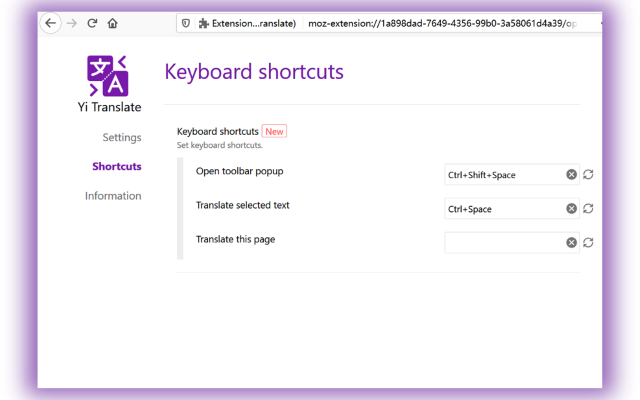 Extension...ranslate) moz-extension://1a898dad-7649-4356-99b0-3a58061d4a39/op
文 A
Yi Translate
Keyboard shortcuts
Settings
Shortcuts
Information
Keyboard shortcuts New
Set keyboard shortcuts.
Open toolbar popup Ctrl+Shift+Space
Translate selected text Ctrl+Space
Translate this page